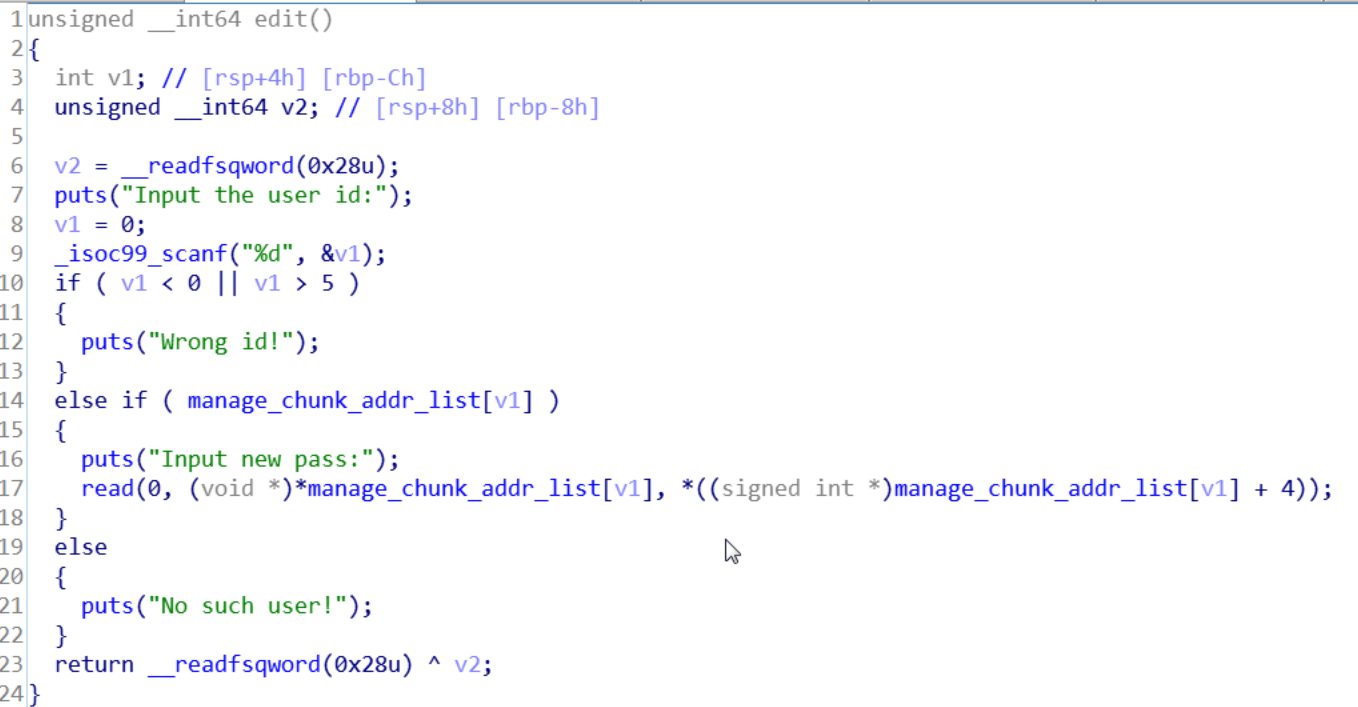 1 unsigned __int64 edit()
2 {
3   int v1; // [rsp+4h] [rbp-Ch]
4   unsigned __int64 v2; // [rsp+8h] [rbp-8h]
5
6   v2 = __readfsqword(0x28u);
7   puts("Input the user id:");
8   v1 = 0;
9   _isoc99_scanf("%d", &v1);
10   if ( v1 < 0 || v1 > 5 )
11   {
12     puts("Wrong id!");
13   }
14   else if ( manage_chunk_addr_list[v1] )
15   {
16     puts("Input new pass:");
17     read(0, (void *)*manage_chunk_addr_list[v1], *((signed int *)manage_chunk_addr_list[v1] + 4));
18   }
19   else
20   {
21     puts("No such user!");
22   }
23   return __readfsqword(0x28u) ^ v2;
24 }